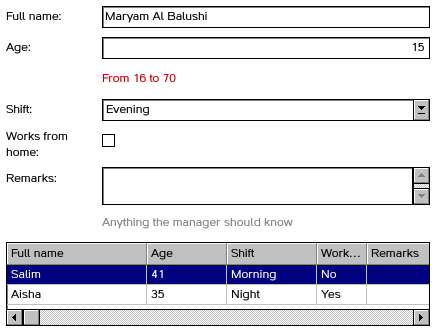 Full name: Maryam Al Balushi
Age: 15
From 16 to 70
Shift: Evening
Works from
home:
Remarks:
Anything the manager should know
Full name Age Shift Work... Remarks
Salim 41 Morning No
Aisha 35 Night Yes